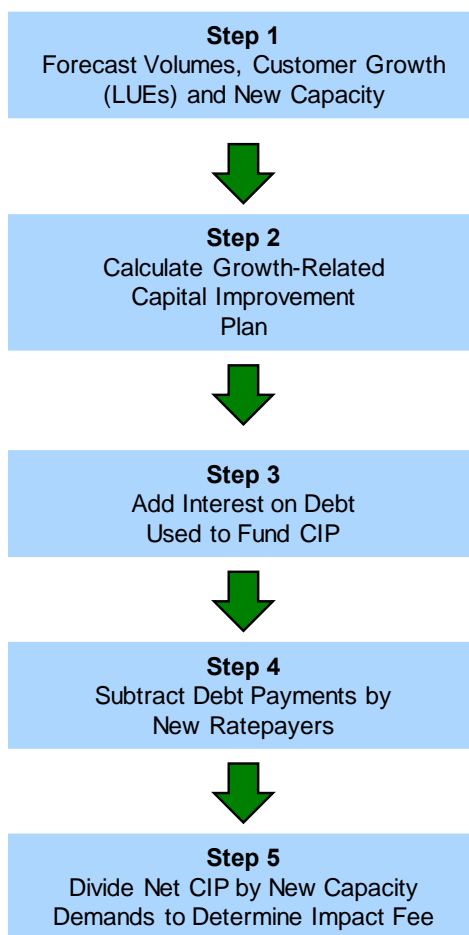 Step 1
Forecast Volumes, Customer Growth
(LUEs) and New Capacity
Step 2
Calculate Growth-Related
Capital Improvement
Plan
Step 3
Add Interest on Debt
Used to Fund CIP
Step 4
Subtract Debt Payments by
New Ratepayers
Step 5
Divide Net CIP by New Capacity
Demands to Determine Impact Fee